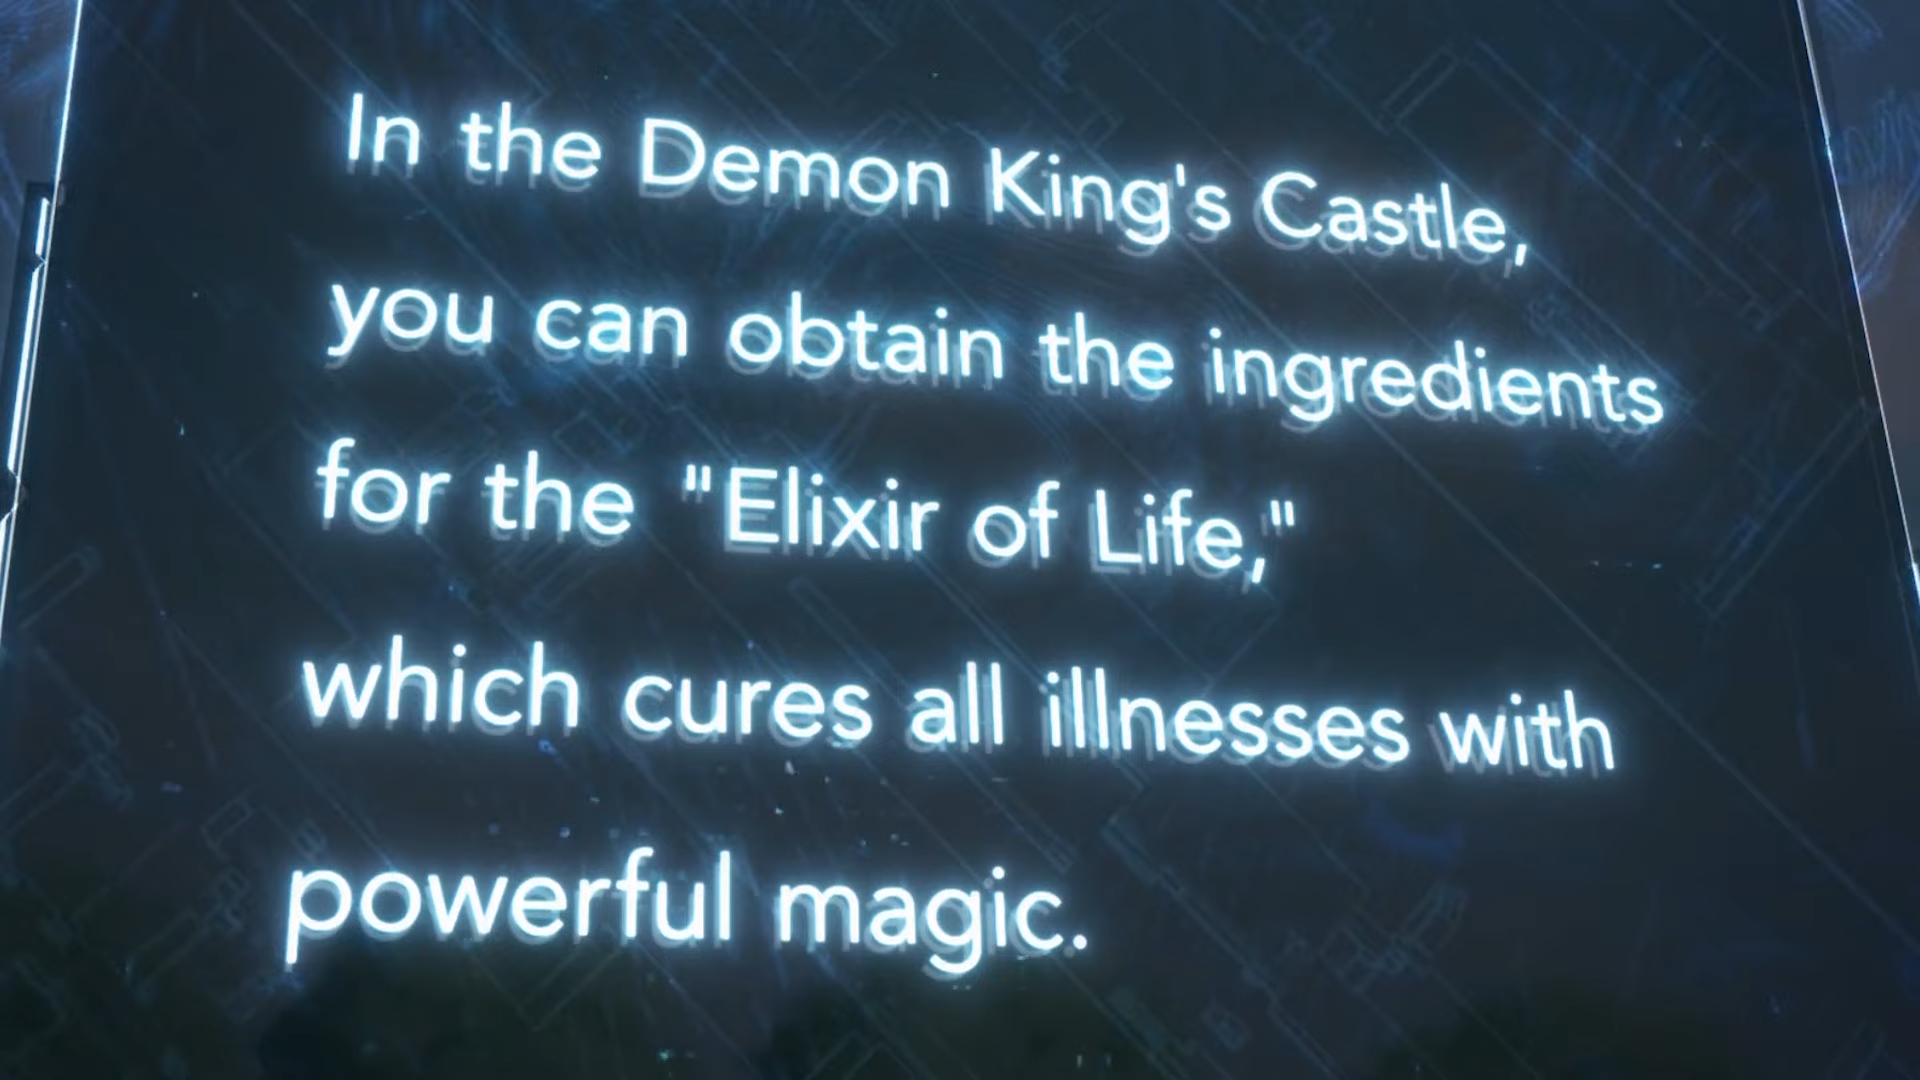 In the Demon King's Castle,
you can obtain the ingredients
for the "Elixir of Life,"
which cures all illnesses with
powerful magic.